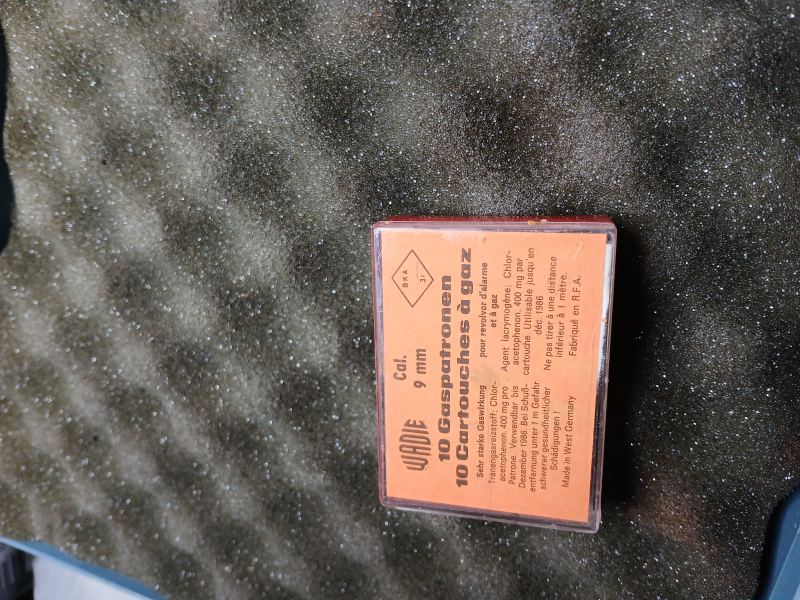 WADIE
Cal.
9 mm
BKA
31
10 Gaspatronen
10 Cartouches à gaz
Sehr starke Gaswirkung
Tränengasreizstoff: Chlor-
acetophenon. 400 mg pro
Patrone Verwendbar bis
Dezember 1986. Bei Schuß-
entfernung unter 1 m Gefahr
schwerer gesundheitlicher
Schädigungen !
Made in West Germany
pour revolver d'alarme
et à gaz
Agent lacrymogène: Chlor-
acetophenon. 400 mg par
cartouche. Utilisable jusqu'en
déc. 1986
Ne pas tirer à une distance
inférieur à 1 mètre.
Fabriqué en R.F.A.